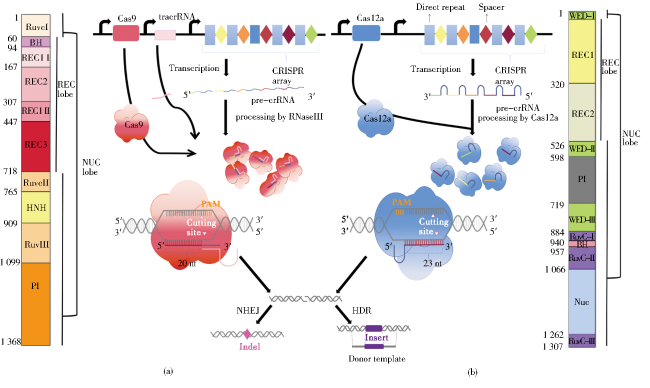 1
60
94
167
307
447
718
765
909
1 099
1 368
RuveI
BH
REC1 I
REC2
REC1 II
REC3
RuveII
HNH
RuvIII
PI
REC
lobe
NUC
lobe
Cas9
tracrRNA
Transcription
CRISPR
array
5′
3′
pre-crRNA
processing by RNaseIII
Cas9
PAM
Cutting
site
5′
3′
3′
5′
5′
3′
20 nt
Cas12a
Direct repeat
Spacer
Transcription
CRISPR
array
5′
3′
pre-crRNA
processing by Cas12a
Cas12a
PAM
Cutting
site
5′
3′
3′
5′
5′
3′
23 nt
NHEJ
HDR
Indel
Insert
Donor template
(a)
(b)
1
320
526
598
719
884
940
957
1 066
1 262
1 307
WED-I
REC1
REC2
WED-II
PI
WED-III
RuvC-I
BH
RuvC-II
Nuc
RuvC-III
REC
lobe
NUC
lobe